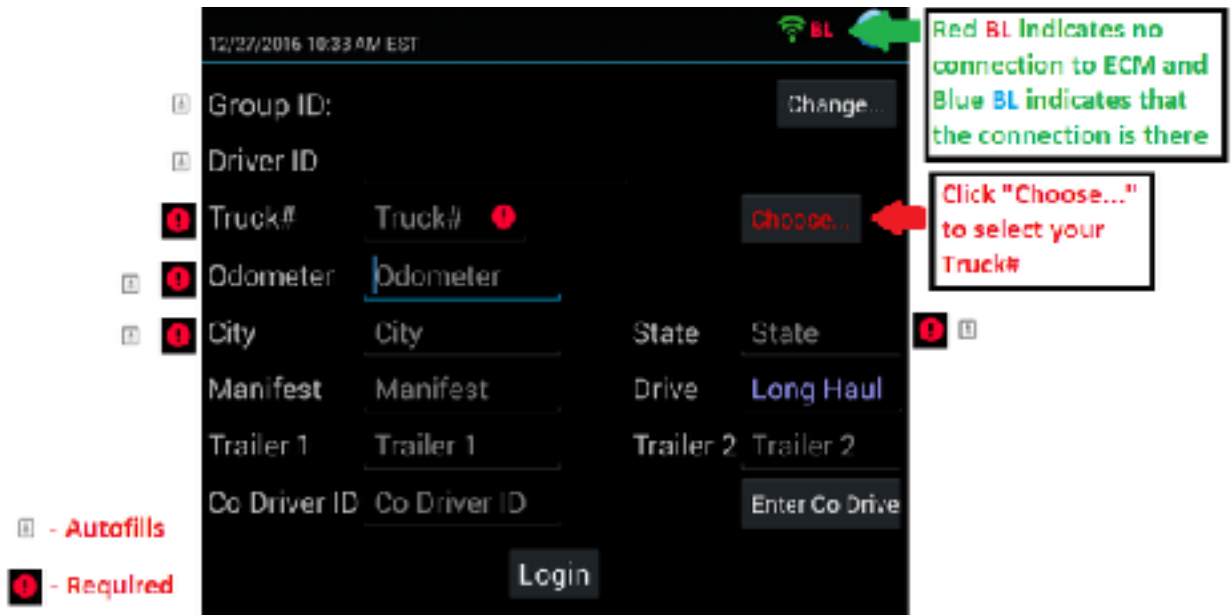 12/27/2016 10:33 AM EST BL
Red BL indicates no
connection to ECM and
Blue BL indicates that
the connection is there
Group ID: Change...
Driver ID
Truck# Truck# Choose...
Click "Choose..."
to select your
Truck#
Odometer Odometer
City City State State
Manifest Manifest Drive Long Haul
Trailer 1 Trailer 1 Trailer 2 Trailer 2
Co Driver ID Co Driver ID Enter Co Drive
- Autofills
Login
- Required